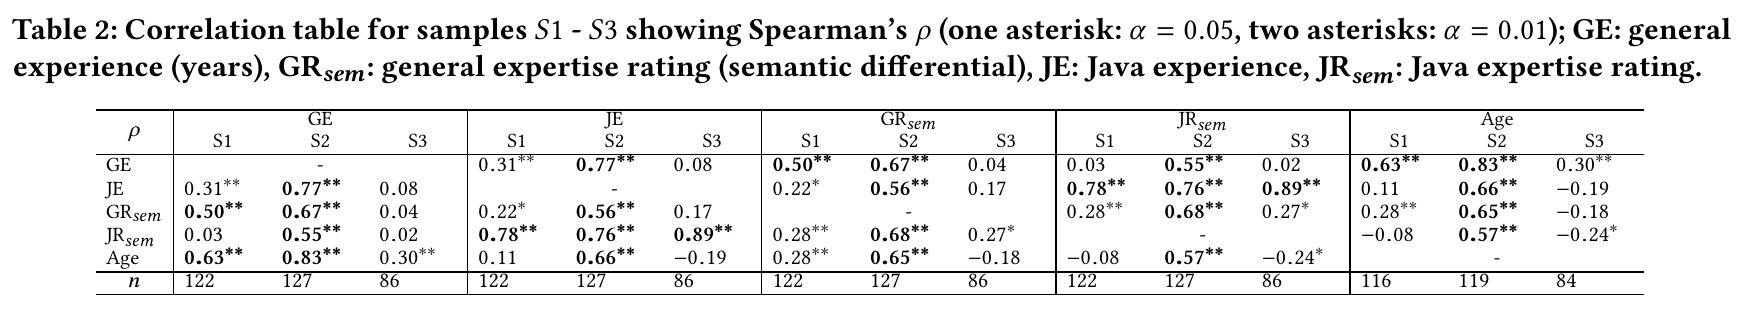 Table 2: Correlation table for samples S1 - S3 showing Spearman's ρ (one asterisk: α = 0.05, two asterisks: α = 0.01); GE: general
experience (years), GR_sem: general expertise rating (semantic differential), JE: Java experience, JR_sem: Java expertise rating.
ρ GE JE GR_sem JR_sem Age
S1 S2 S3 S1 S2 S3 S1 S2 S3 S1 S2 S3 S1 S2 S3
GE - 0.31** 0.77** 0.08 0.50** 0.67** 0.04 0.03 0.55** 0.02 0.63** 0.83** 0.30**
JE 0.31** 0.77** 0.08 - 0.22* 0.56** 0.17 0.78** 0.76** 0.89** 0.11 0.66** −0.19
GR_sem 0.50** 0.67** 0.04 0.22* 0.56** 0.17 - 0.28** 0.68** 0.27* 0.28** 0.65** −0.18
JR_sem 0.03 0.55** 0.02 0.78** 0.76** 0.89** 0.28** 0.68** 0.27* - −0.08 0.57** −0.24*
Age 0.63** 0.83** 0.30** 0.11 0.66** −0.19 0.28** 0.65** −0.18 −0.08 0.57** −0.24* -
n 122 127 86 122 127 86 122 127 86 122 127 86 116 119 84